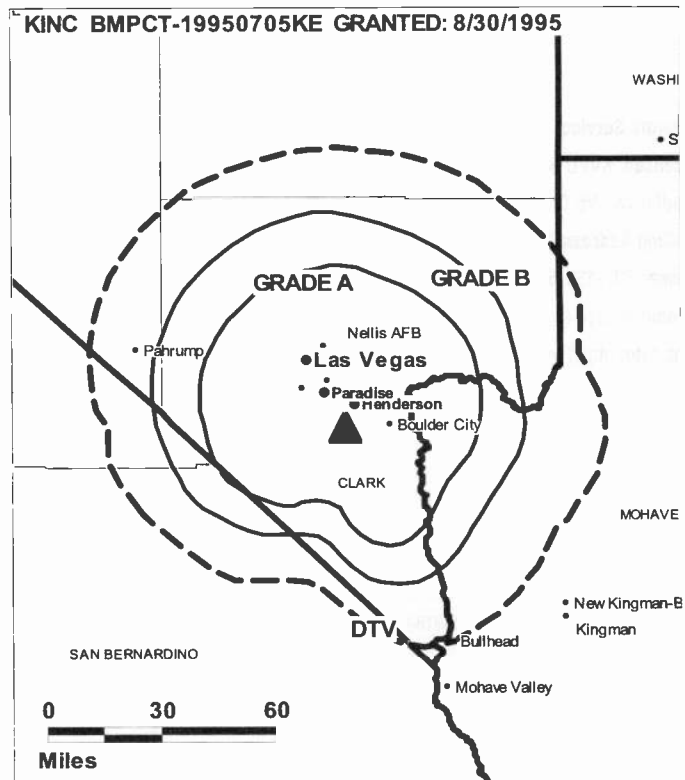 KINC BMPCT-19950705KE GRANTED: 8/30/1995
WASHI
S
GRADE A
GRADE B
Nellis AFB
Pahrump
Las Vegas
Paradise
Henderson
Boulder City
CLARK
MOHAVE
New Kingman-B
Kingman
DTV
Bullhead
SAN BERNARDINO
Mohave Valley
0 30 60
Miles